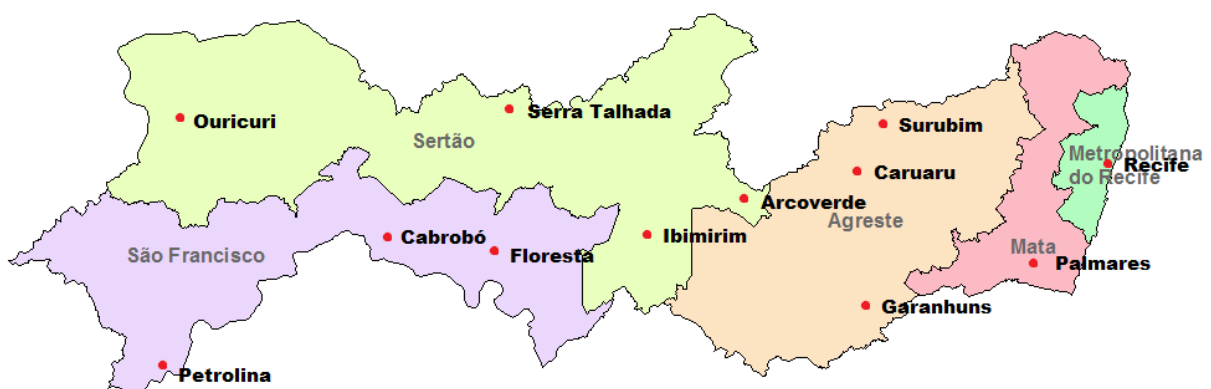 Ouricuri
Serra Talhada
Sertão
Surubim
Metropolitana
do Recife
Recife
Caruaru
Arcoverde
Agreste
Cabrobó
Ibimirim
São Francisco
Floresta
Mata
Palmares
Garanhuns
Petrolina